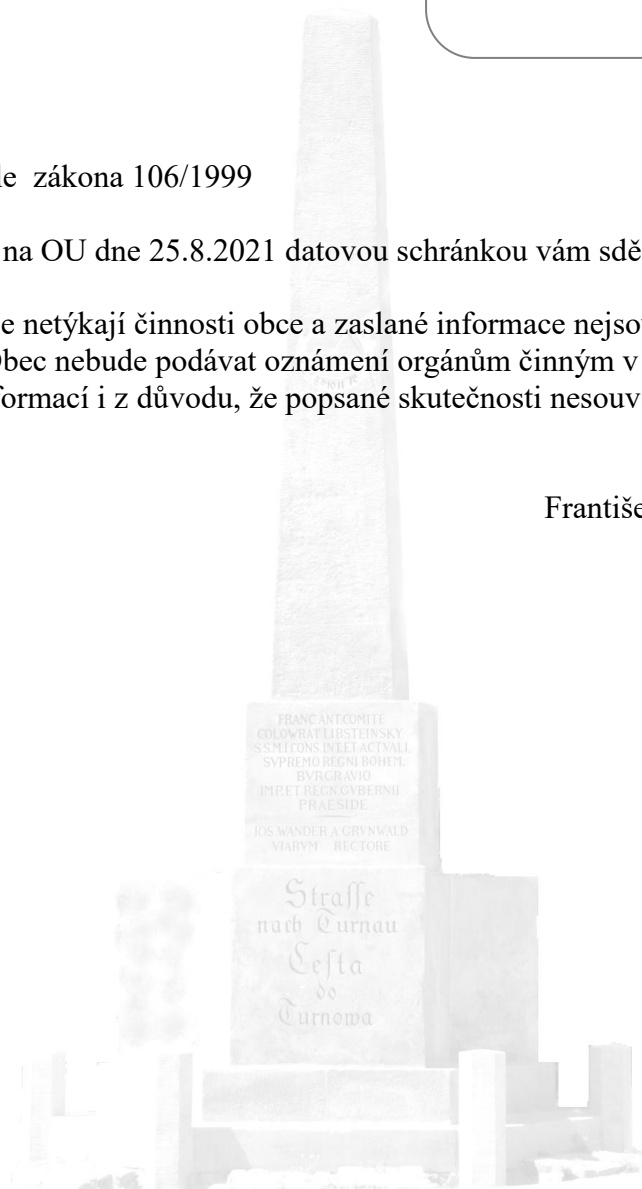 le zákona 106/1999
na OU dne 25.8.2021 datovou schránkou vám sdě
e netýkají činnosti obce a zaslané informace nejso
Obec nebude podávat oznámení orgánům činným v
formací i z důvodu, že popsané skutečnosti nesouv
Františe
FRANC ANT.COMITE
COLOWRAT LIBSTEINSKY
S.S.M.I.CONS INT.ET ACTVALI.
SVPREMO REGNI BOHEM.
BVRGRAVIO
IMP.ET REGN.GVBERNII
PRAESIDE
IOS WANDER A GRVNWALD
VIARVM RECTORE
Straſſe
nach Turnau
Ceſta
do
Turnowa